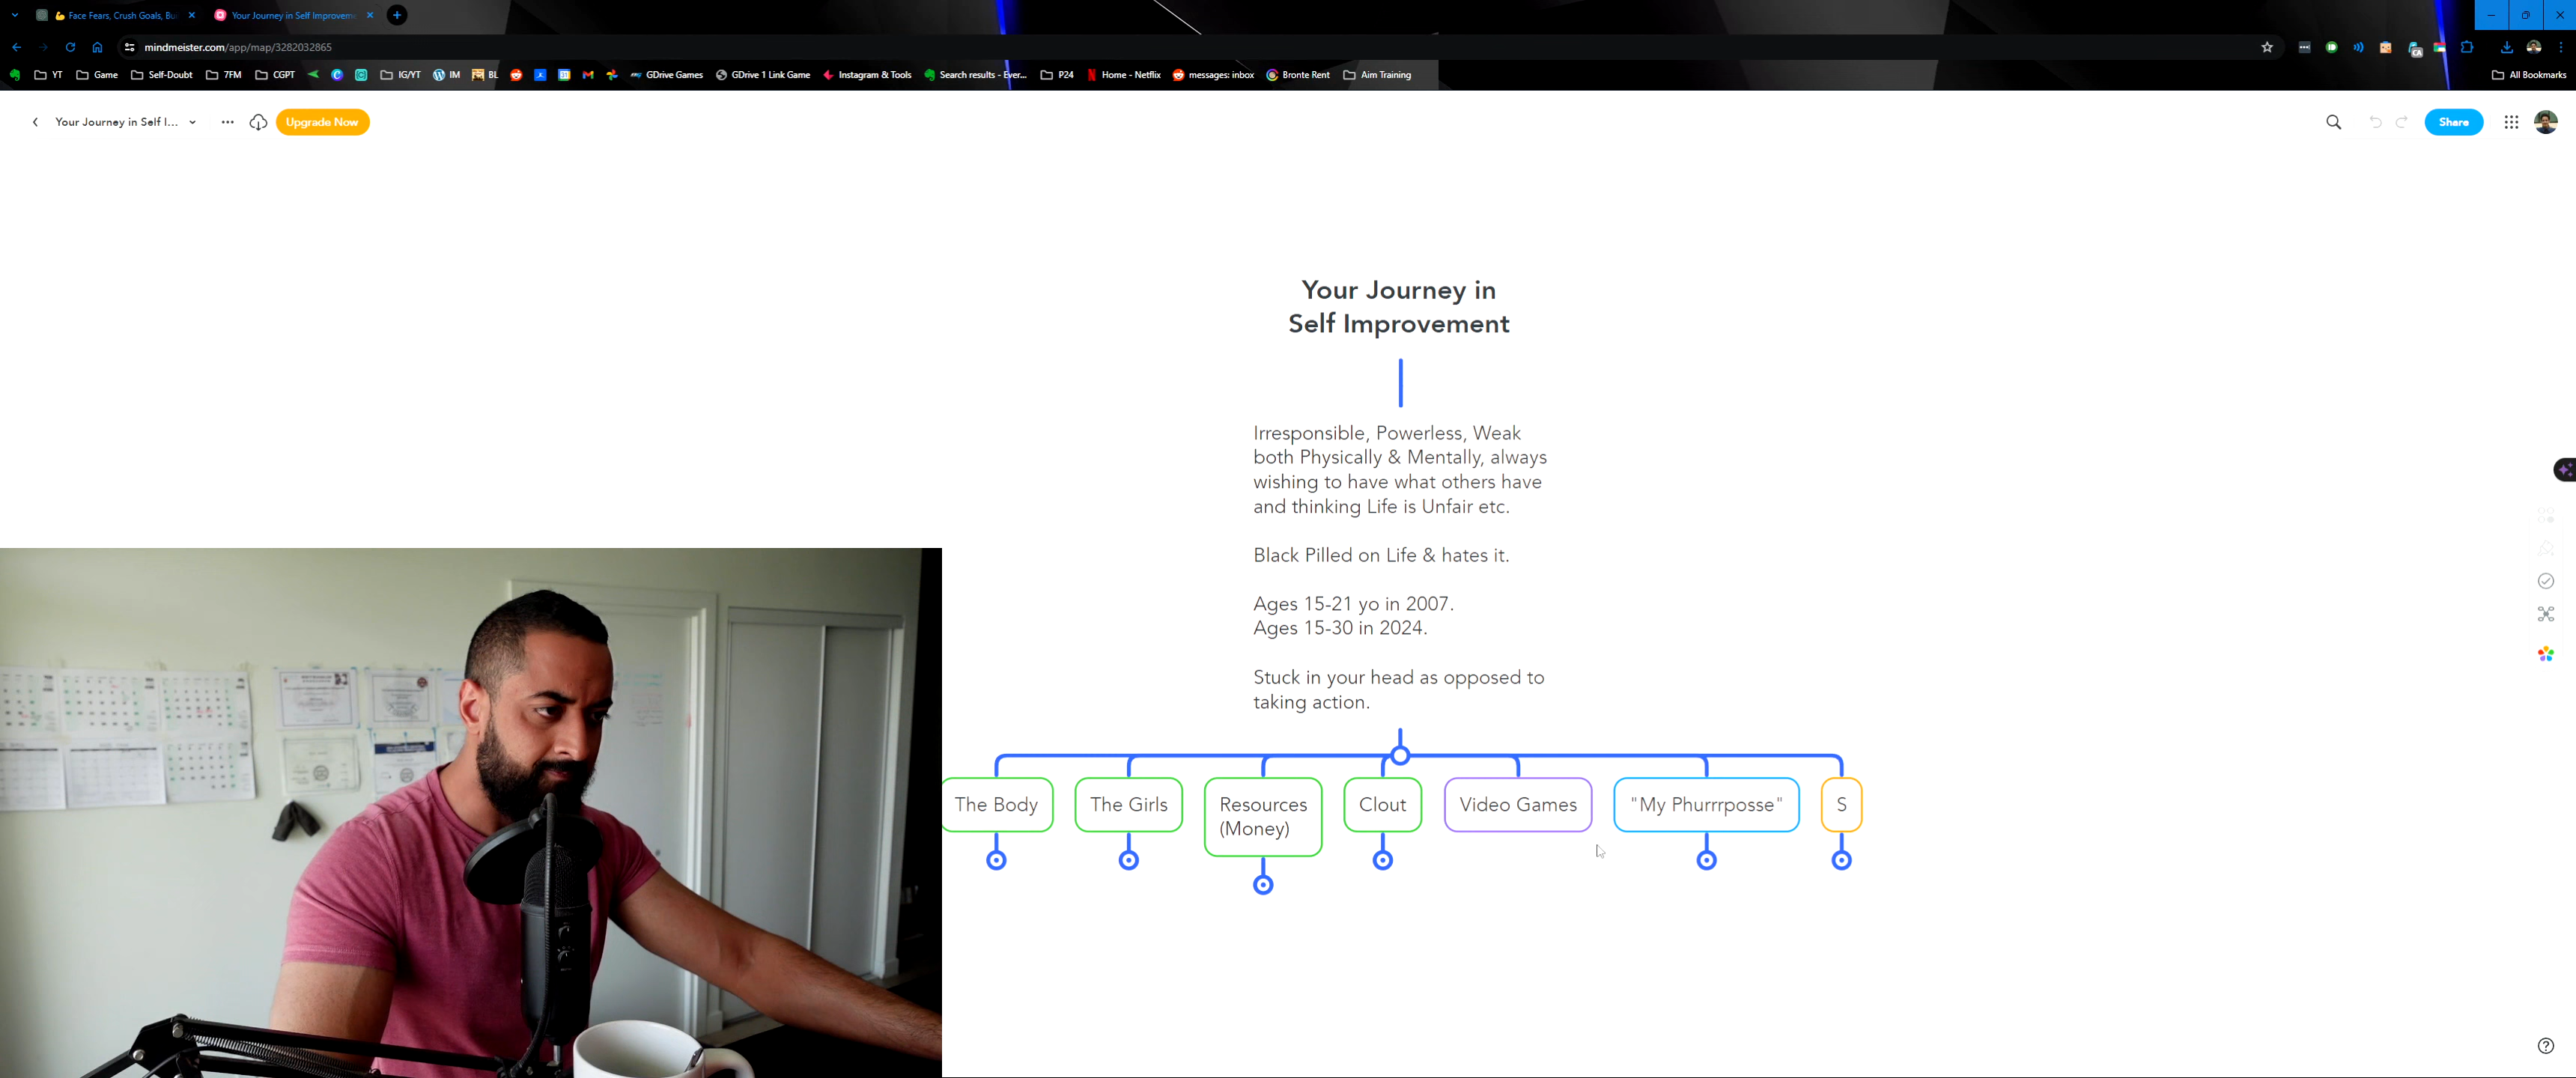 💪 Face Fears, Crush Goals, Bu
Your Journey in Self Improvem
mindmeister.com/app/map/3282032865
YT
Game
Self-Doubt
7FM
CGPT
IG/YT
IM
BL
GDrive Games
GDrive 1 Link Game
Instagram & Tools
Search results - Ever...
P24
Home - Netflix
messages: inbox
Bronte Rent
Aim Training
All Bookmarks
Your Journey in Self I...
Upgrade Now
Share
Your Journey in
Self Improvement
Irresponsible, Powerless, Weak
both Physically & Mentally, always
wishing to have what others have
and thinking Life is Unfair etc.
Black Pilled on Life & hates it.
Ages 15-21 yo in 2007.
Ages 15-30 in 2024.
Stuck in your head as opposed to
taking action.
The Body
The Girls
Resources
(Money)
Clout
Video Games
"My Phurrrposse"
S